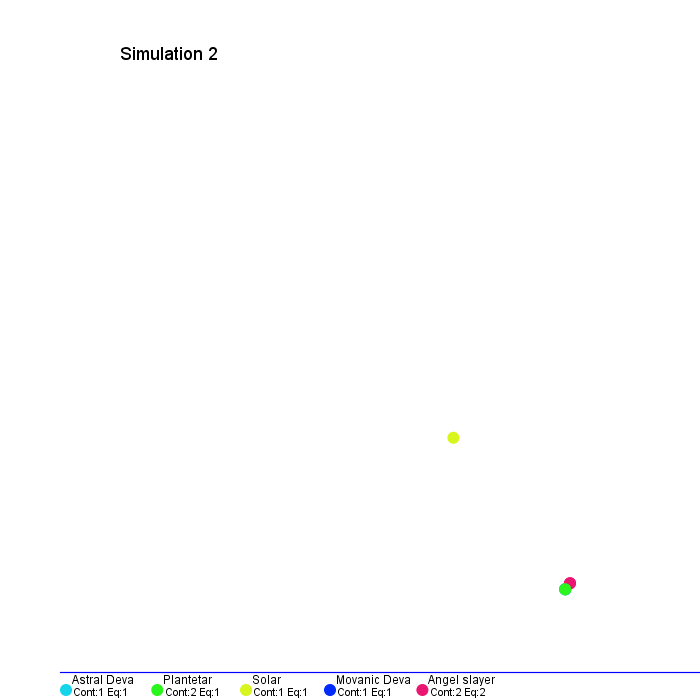 Simulation 2
Astral Deva Plantetar Solar Movanic Deva Angel slayer
Cont:1 Eq:1 Cont:2 Eq:1 Cont:1 Eq:1 Cont:1 Eq:1 Cont:2 Eq:2